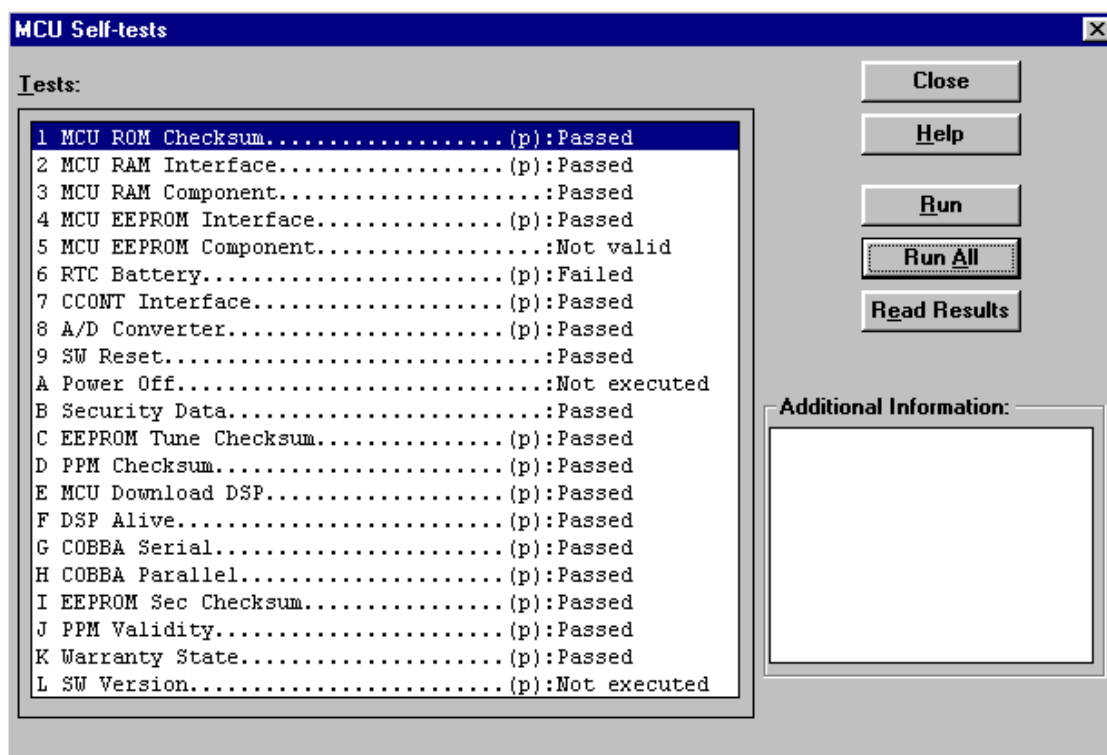 MCU Self-tests
Tests:
1 MCU ROM Checksum...................(p):Passed
2 MCU RAM Interface..................(p):Passed
3 MCU RAM Component.....................:Passed
4 MCU EEPROM Interface...............(p):Passed
5 MCU EEPROM Component..................:Not valid
6 RTC Battery........................(p):Failed
7 CCONT Interface....................(p):Passed
8 A/D Converter......................(p):Passed
9 SW Reset..............................:Passed
A Power Off.............................:Not executed
B Security Data.........................:Passed
C EEPROM Tune Checksum...............(p):Passed
D PPM Checksum.......................(p):Passed
E MCU Download DSP...................(p):Passed
F DSP Alive..........................(p):Passed
G COBBA Serial.......................(p):Passed
H COBBA Parallel.....................(p):Passed
I EEPROM Sec Checksum................(p):Passed
J PPM Validity.......................(p):Passed
K Warranty State.....................(p):Passed
L SW Version.........................(p):Not executed
Close
Help
Run
Run All
Read Results
Additional Information: